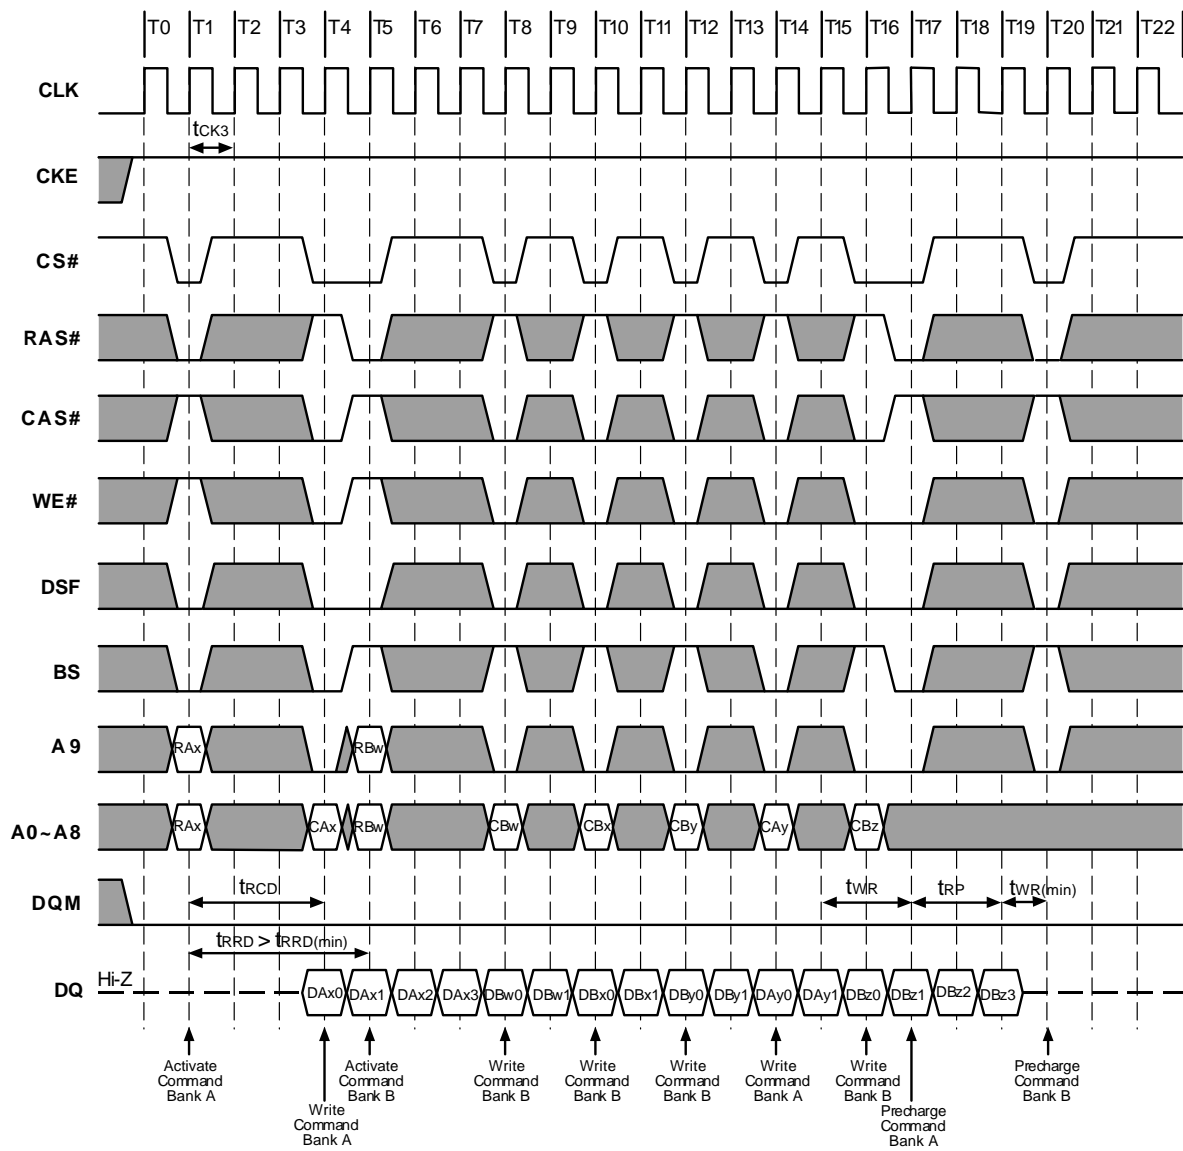 T0 T1 T2 T3 T4 T5 T6 T7 T8 T9 T10 T11 T12 T13 T14 T15 T16 T17 T18 T19 T20 T21 T22
CLK
tCK3
CKE
CS#
RAS#
CAS#
WE#
DSF
BS
A9 RAx RBw
A0~A8 RAx CAx RBw CBw CBx CBy CAy CBz
DQM tRCD tWR tRP tWR(min)
tRRD > tRRD(min)
DQ Hi-Z DAx0 DAx1 DAx2 DAx3 DBw0 DBw1 DBx0 DBx1 DBy0 DBy1 DAy0 DAy1 DBz0 DBz1 DBz2 DBz3
Activate
Command
Bank A
Write
Command
Bank A
Activate
Command
Bank B
Write
Command
Bank B
Write
Command
Bank B
Write
Command
Bank B
Write
Command
Bank A
Write
Command
Bank B
Precharge
Command
Bank A
Precharge
Command
Bank B